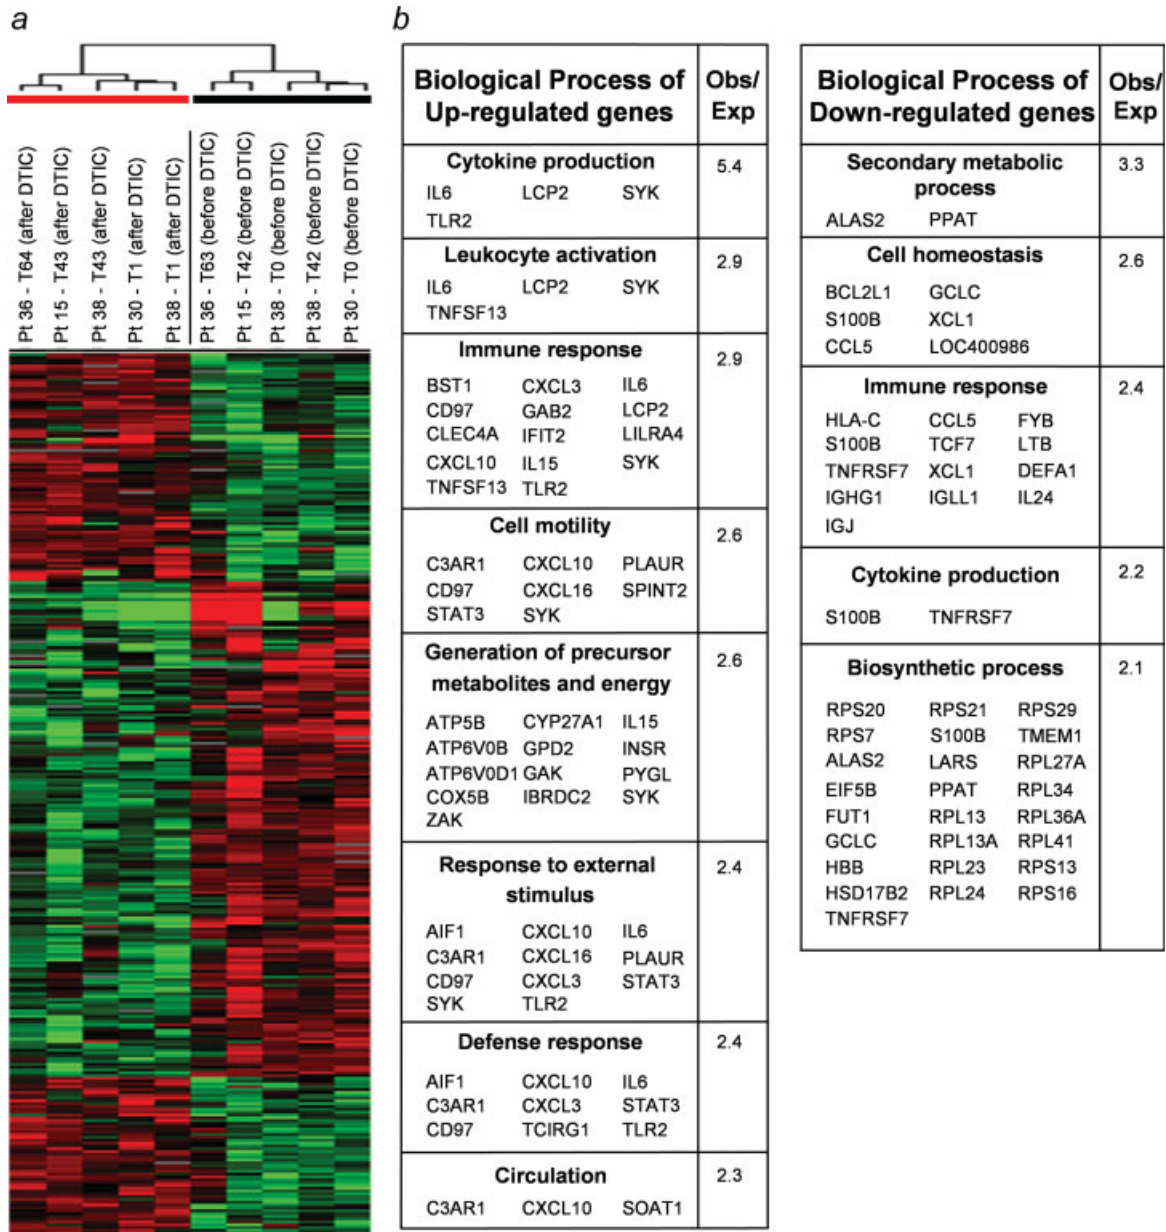 a
b
Pt 36 - T64 (after DTIC)
Pt 15 - T43 (after DTIC)
Pt 38 - T43 (after DTIC)
Pt 30 - T1 (after DTIC)
Pt 38 - T1 (after DTIC)
Pt 36 - T63 (before DTIC)
Pt 15 - T42 (before DTIC)
Pt 38 - T0 (before DTIC)
Pt 38 - T42 (before DTIC)
Pt 30 - T0 (before DTIC)
Biological Process of
Up-regulated genes
Obs/
Exp
Cytokine production
5.4
IL6 LCP2 SYK
TLR2
Leukocyte activation
2.9
IL6 LCP2 SYK
TNFSF13
Immune response
2.9
BST1 CXCL3 IL6
CD97 GAB2 LCP2
CLEC4A IFIT2 LILRA4
CXCL10 IL15 SYK
TNFSF13 TLR2
Cell motility
2.6
C3AR1 CXCL10 PLAUR
CD97 CXCL16 SPINT2
STAT3 SYK
Generation of precursor
metabolites and energy
2.6
ATP5B CYP27A1 IL15
ATP6V0B GPD2 INSR
ATP6V0D1 GAK PYGL
COX5B IBRDC2 SYK
ZAK
Response to external
stimulus
2.4
AIF1 CXCL10 IL6
C3AR1 CXCL16 PLAUR
CD97 CXCL3 STAT3
SYK TLR2
Defense response
2.4
AIF1 CXCL10 IL6
C3AR1 CXCL3 STAT3
CD97 TCIRG1 TLR2
Circulation
2.3
C3AR1 CXCL10 SOAT1
Biological Process of
Down-regulated genes
Obs/
Exp
Secondary metabolic
process
3.3
ALAS2 PPAT
Cell homeostasis
2.6
BCL2L1 GCLC
S100B XCL1
CCL5 LOC400986
Immune response
2.4
HLA-C CCL5 FYB
S100B TCF7 LTB
TNFRSF7 XCL1 DEFA1
IGHG1 IGLL1 IL24
IGJ
Cytokine production
2.2
S100B TNFRSF7
Biosynthetic process
2.1
RPS20 RPS21 RPS29
RPS7 S100B TMEM1
ALAS2 LARS RPL27A
EIF5B PPAT RPL34
FUT1 RPL13 RPL36A
GCLC RPL13A RPL41
HBB RPL23 RPS13
HSD17B2 RPL24 RPS16
TNFRSF7